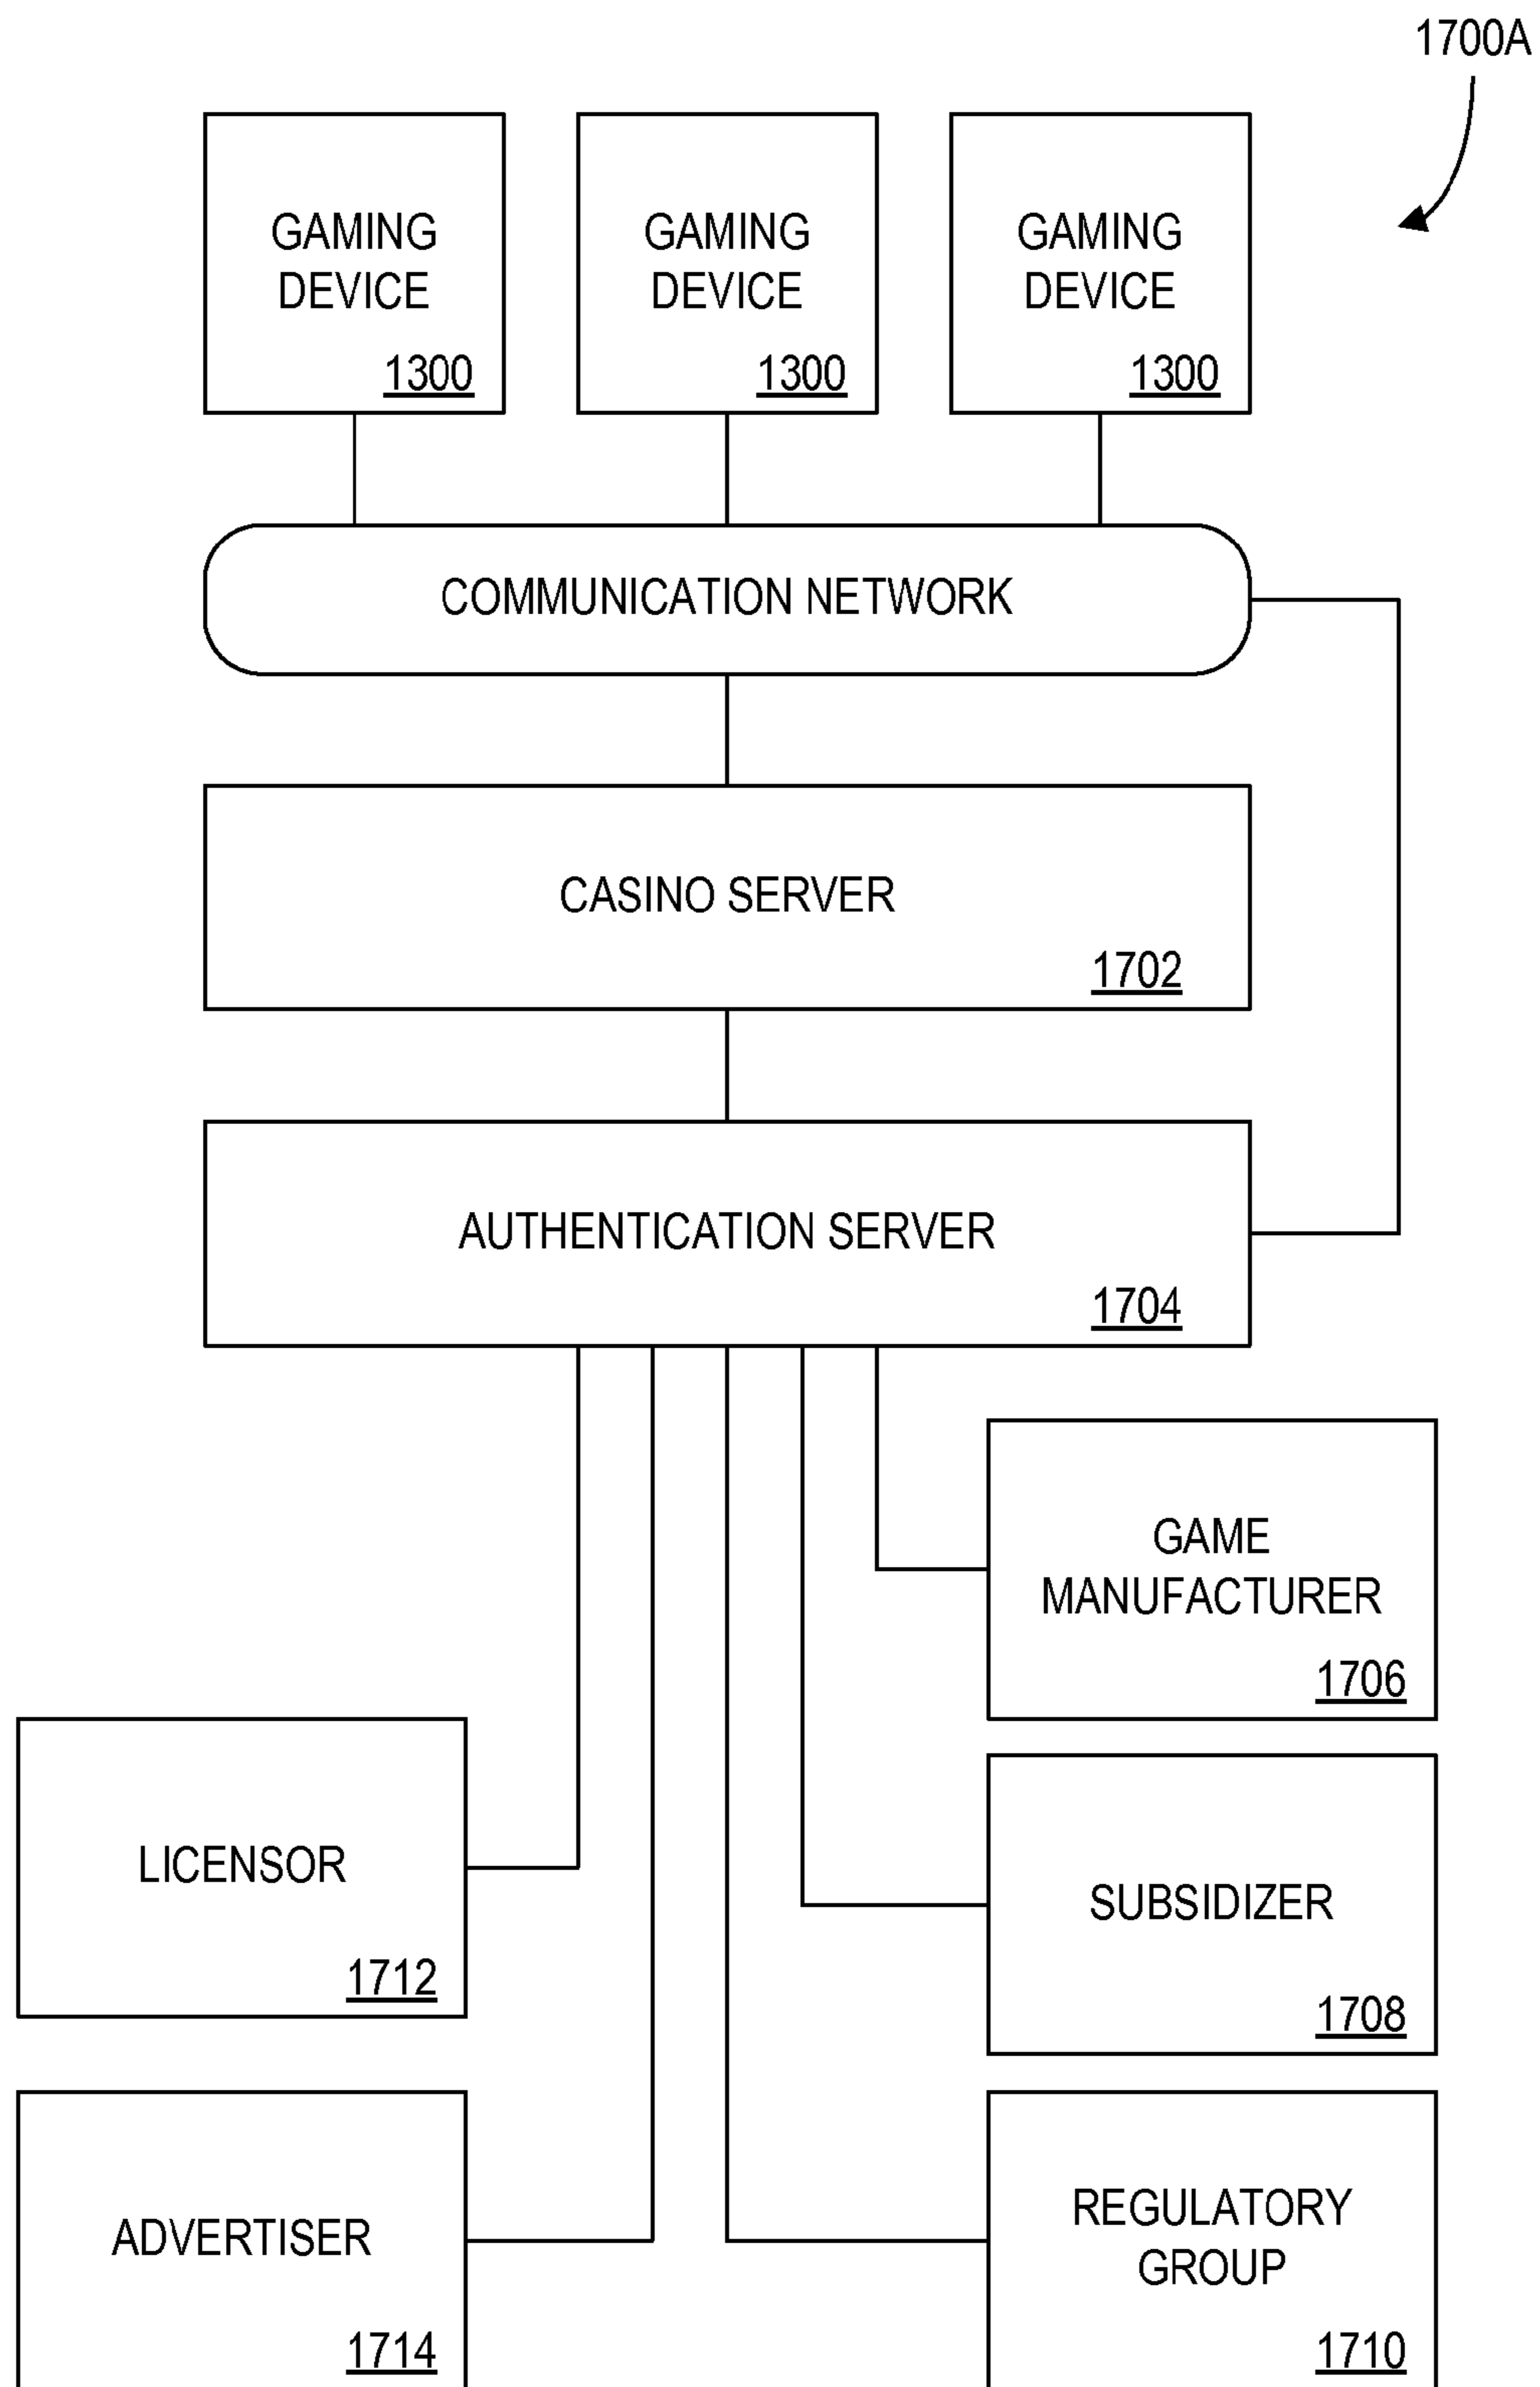 1700A
GAMING
DEVICE
1300
GAMING
DEVICE
1300
GAMING
DEVICE
1300
COMMUNICATION NETWORK
CASINO SERVER
1702
AUTHENTICATION SERVER
1704
GAME
MANUFACTURER
1706
LICENSOR
1712
SUBSIDIZER
1708
ADVERTISER
1714
REGULATORY
GROUP
1710